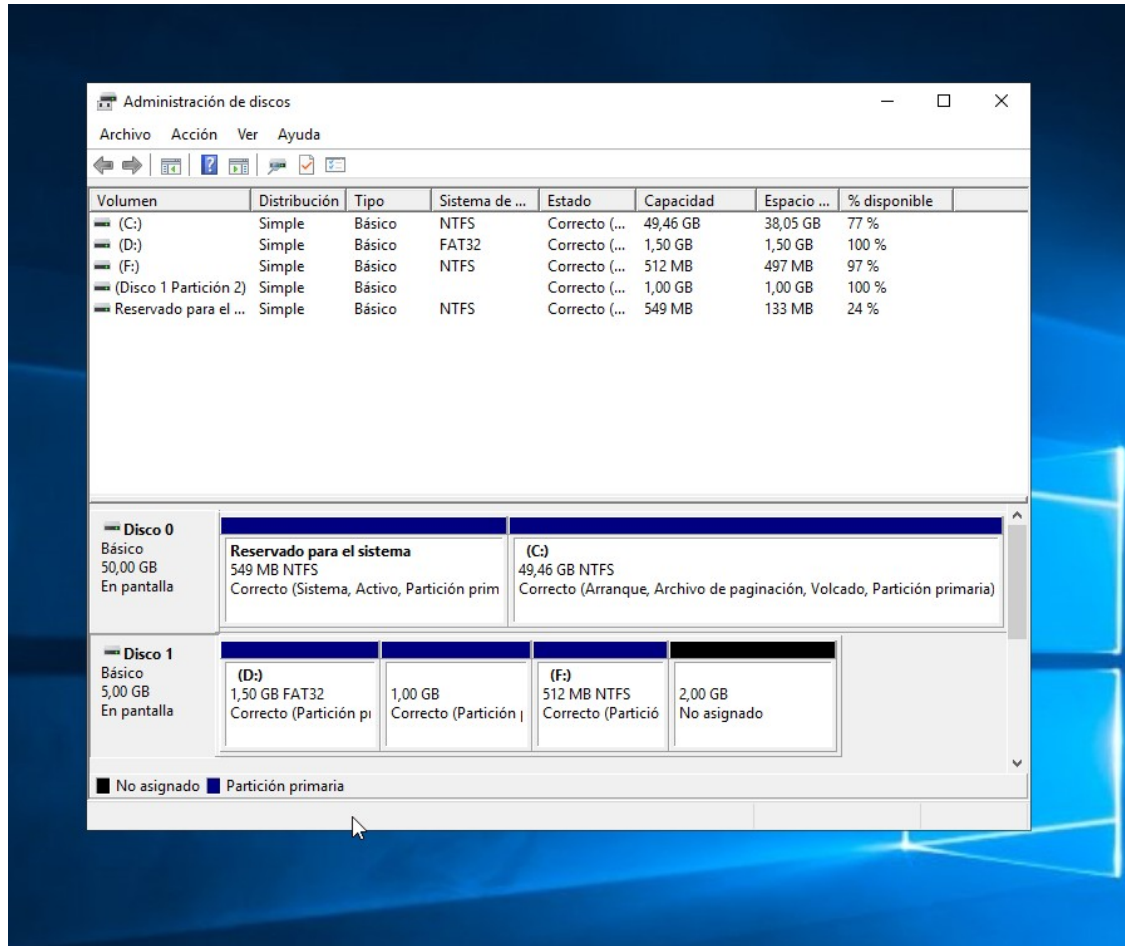 Administración de discos
Archivo Acción Ver Ayuda
Volumen Distribución Tipo Sistema de ... Estado Capacidad Espacio ... % disponible
(C:) Simple Básico NTFS Correcto (... 49,46 GB 38,05 GB 77 %
(D:) Simple Básico FAT32 Correcto (... 1,50 GB 1,50 GB 100 %
(F:) Simple Básico NTFS Correcto (... 512 MB 497 MB 97 %
(Disco 1 Partición 2) Simple Básico Correcto (... 1,00 GB 1,00 GB 100 %
Reservado para el ... Simple Básico NTFS Correcto (... 549 MB 133 MB 24 %
Disco 0
Básico
50,00 GB
En pantalla
Reservado para el sistema
549 MB NTFS
Correcto (Sistema, Activo, Partición prim
(C:)
49,46 GB NTFS
Correcto (Arranque, Archivo de paginación, Volcado, Partición primaria)
Disco 1
Básico
5,00 GB
En pantalla
(D:)
1,50 GB FAT32
Correcto (Partición pr
1,00 GB
Correcto (Partición p
(F:)
512 MB NTFS
Correcto (Partició
2,00 GB
No asignado
No asignado Partición primaria